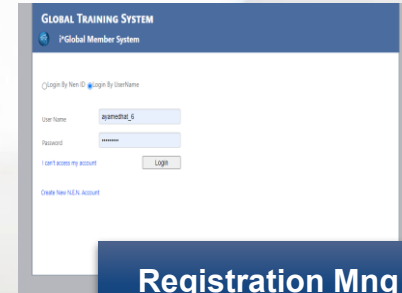 GLOBAL TRAINING SYSTEM
i*Global Member System
Login By Nen ID Login By UserName
User Name ayamedhat_6
Password ••••••••
I can't access my account Login
Create New N.E.N. Account
Registration Mng